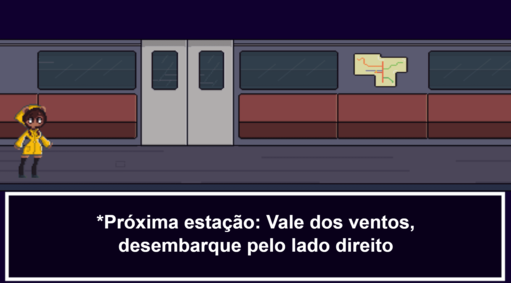 *Próxima estação: Vale dos ventos,
desembarque pelo lado direito